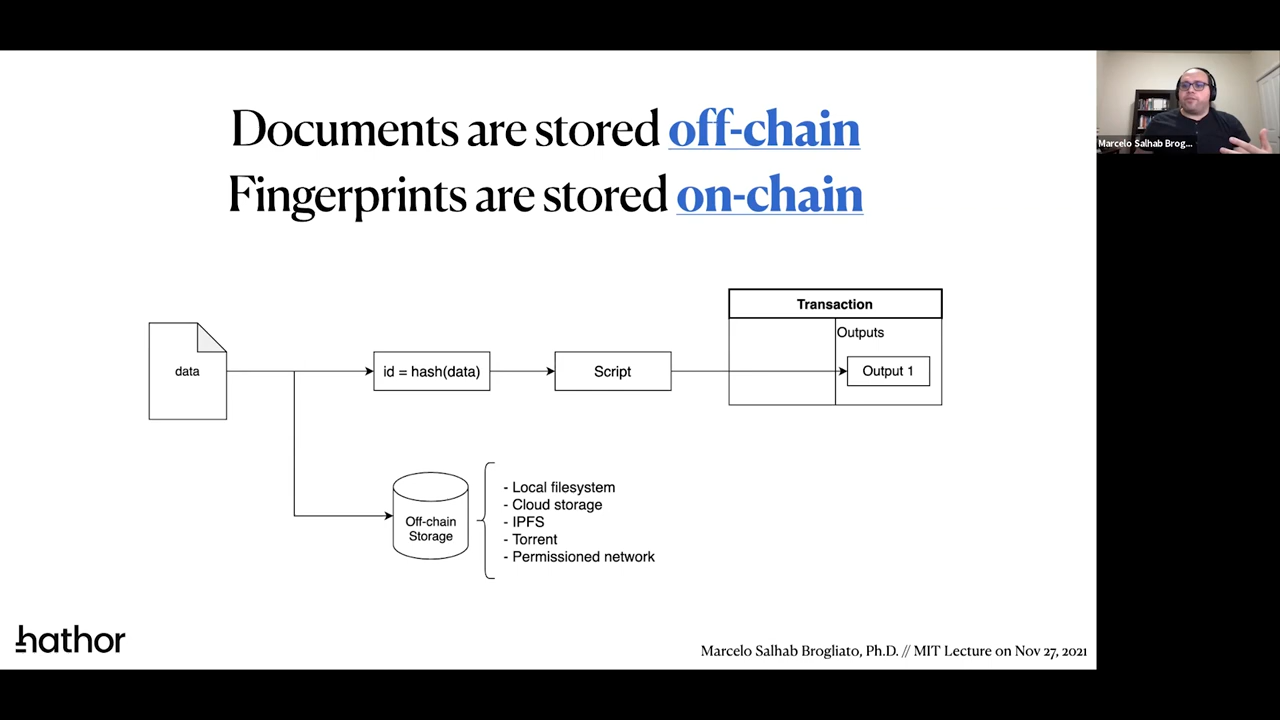 Documents are stored off-chain
Fingerprints are stored on-chain
Marcelo Salhab Brog...
data
id = hash(data)
Script
Transaction
Outputs
Output 1
Off-chain
Storage
- Local filesystem
- Cloud storage
- IPFS
- Torrent
- Permissioned network
hathor
Marcelo Salhab Brogliato, Ph.D. // MIT Lecture on Nov 27, 2021